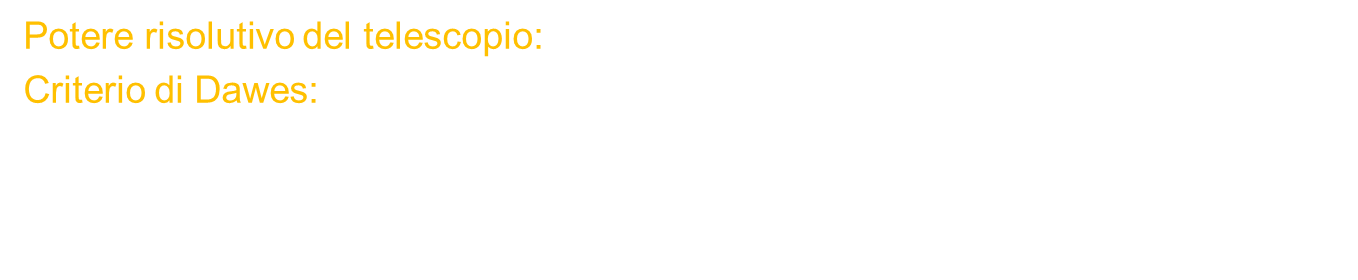 Potere risolutivo del telescopio:
Criterio di Dawes: